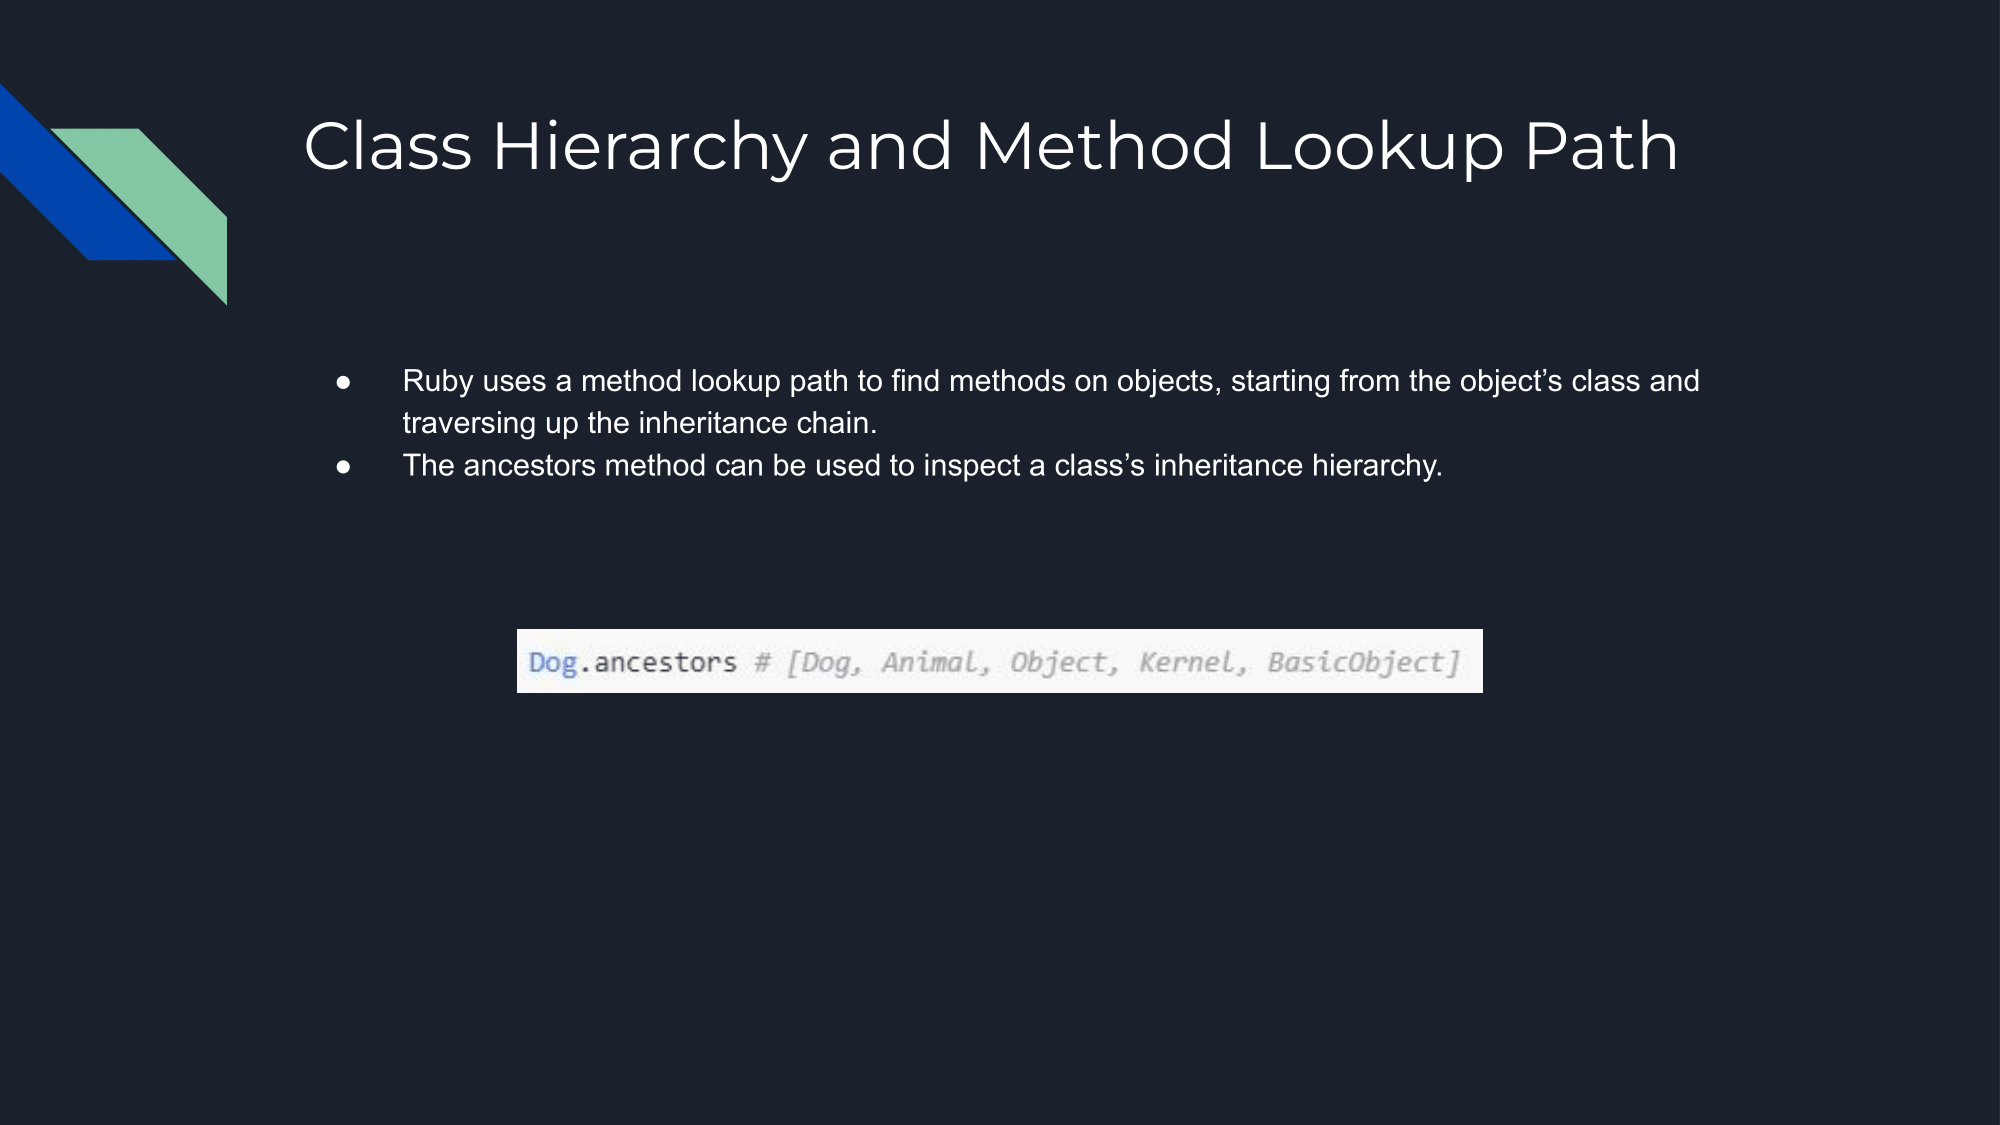 Class Hierarchy and Method Lookup Path
● Ruby uses a method lookup path to find methods on objects, starting from the object’s class and
traversing up the inheritance chain.
● The ancestors method can be used to inspect a class’s inheritance hierarchy.
Dog.ancestors # [Dog, Animal, Object, Kernel, BasicObject]